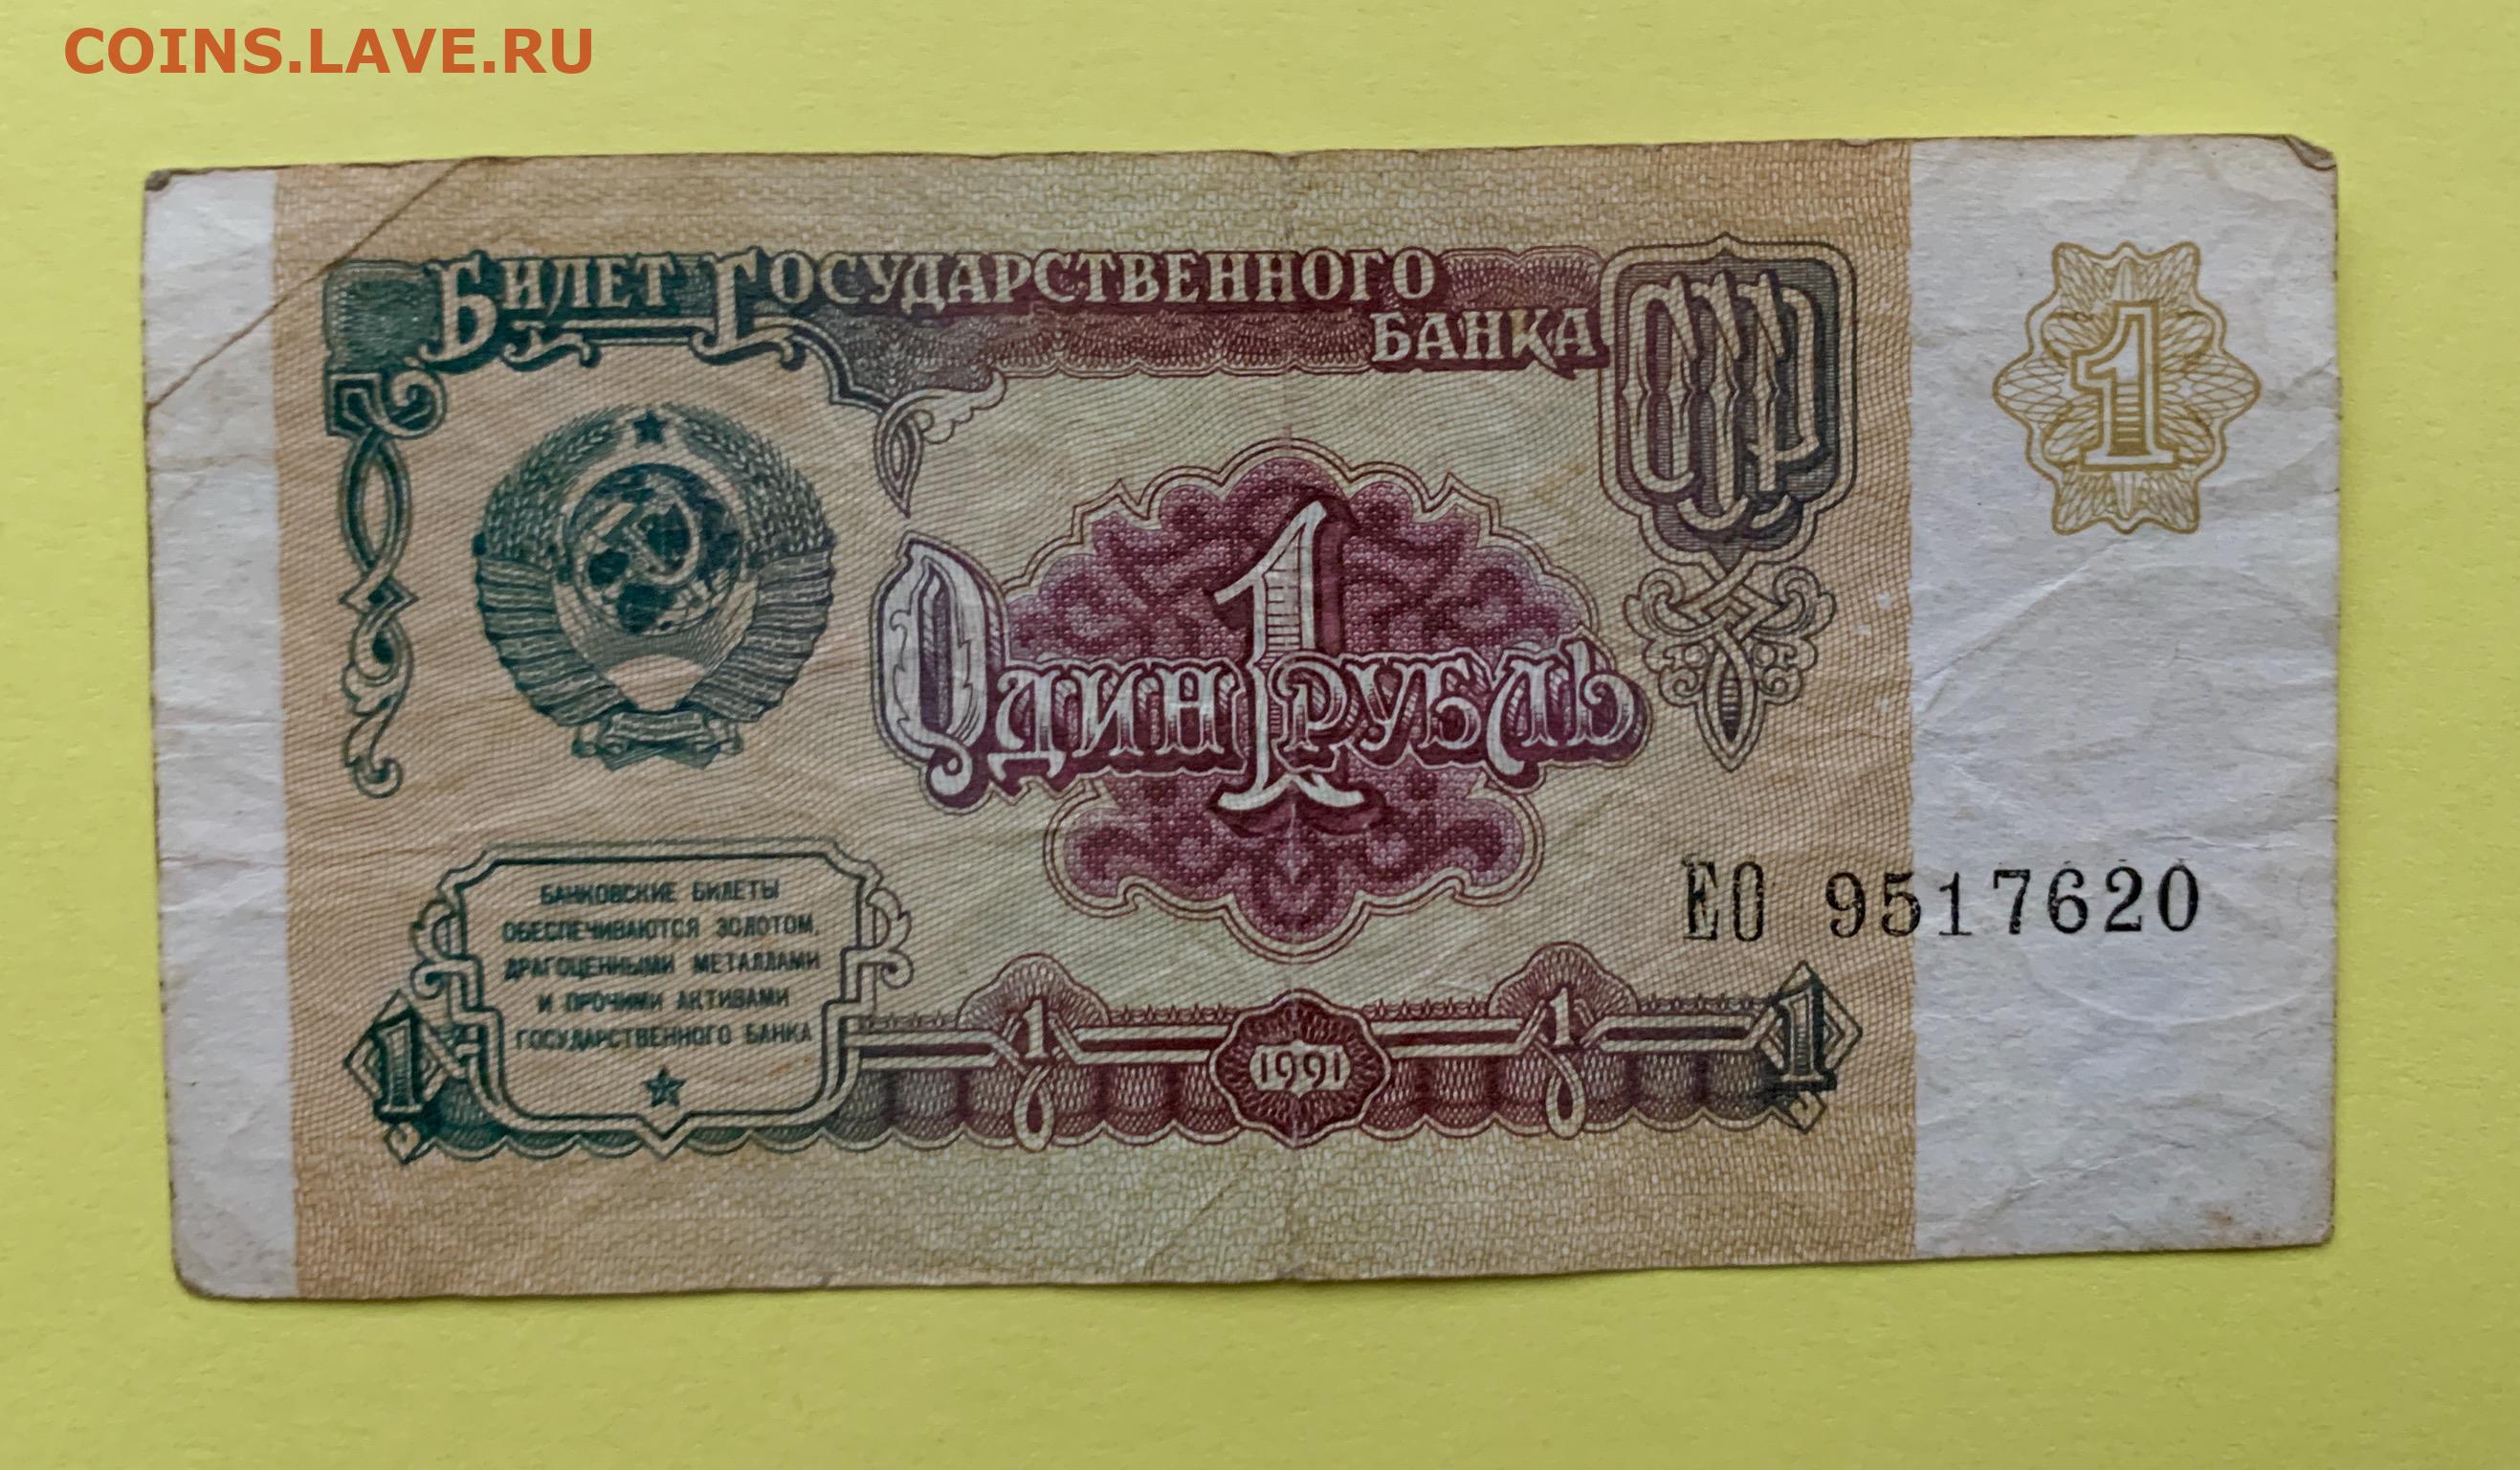 COINS.LAVE.RU
БИЛЕТ ГОСУДАРСТВЕННОГО
БАНКА
СССР
1
1
ОДИН РУБЛЬ
БАНКОВСКИЕ БИЛЕТЫ
ОБЕСПЕЧИВАЮТСЯ ЗОЛОТОМ,
ДРАГОЦЕННЫМИ МЕТАЛЛАМИ
И ПРОЧИМИ АКТИВАМИ
ГОСУДАРСТВЕННОГО БАНКА
ЕО 9517620
1 1 1 1
1991